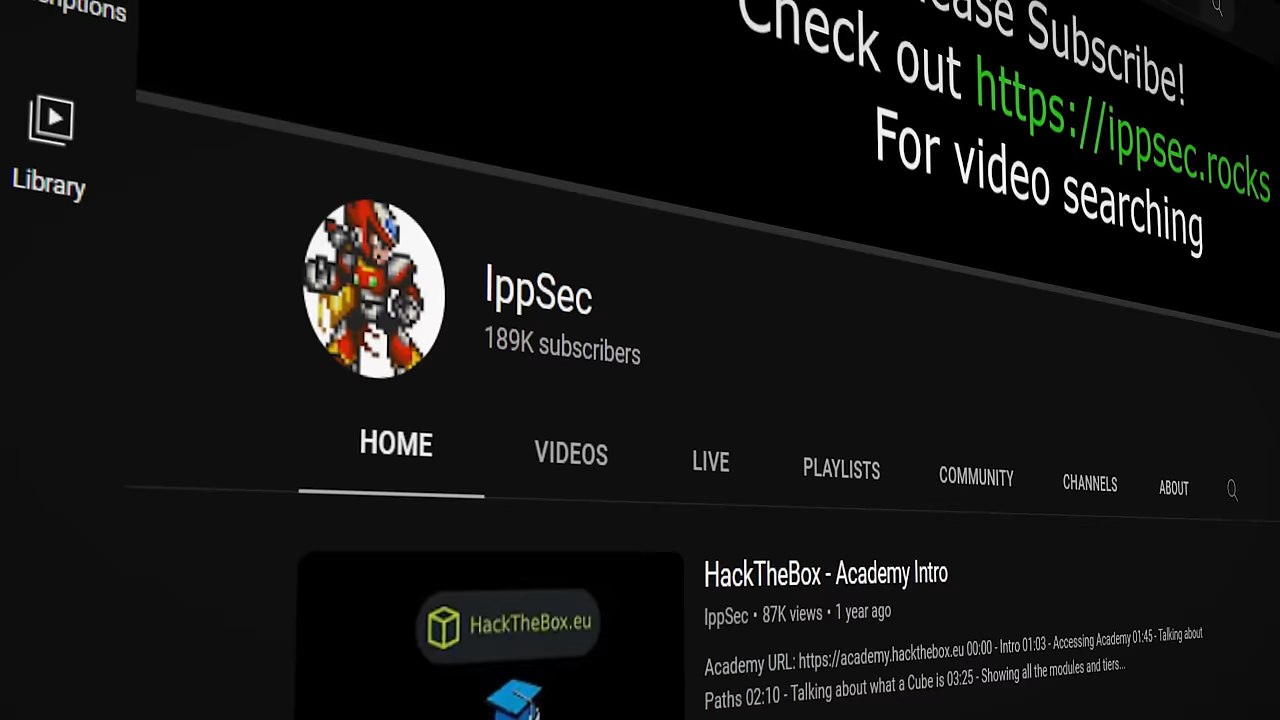 Subscribe!
Check out https://ippsec.rocks
For video searching
Library
IppSec
189K subscribers
HOME
VIDEOS
LIVE
PLAYLISTS
COMMUNITY
CHANNELS
ABOUT
HackTheBox.eu
HackTheBox - Academy Intro
IppSec • 87K views • 1 year ago
Academy URL: https://academy.hackthebox.eu 00:00 - Intro 01:03 - Accessing Academy 01:45 - Talking about
Paths 02:10 - Talking about what a Cube is 03:25 - Showing all the modules and tiers...